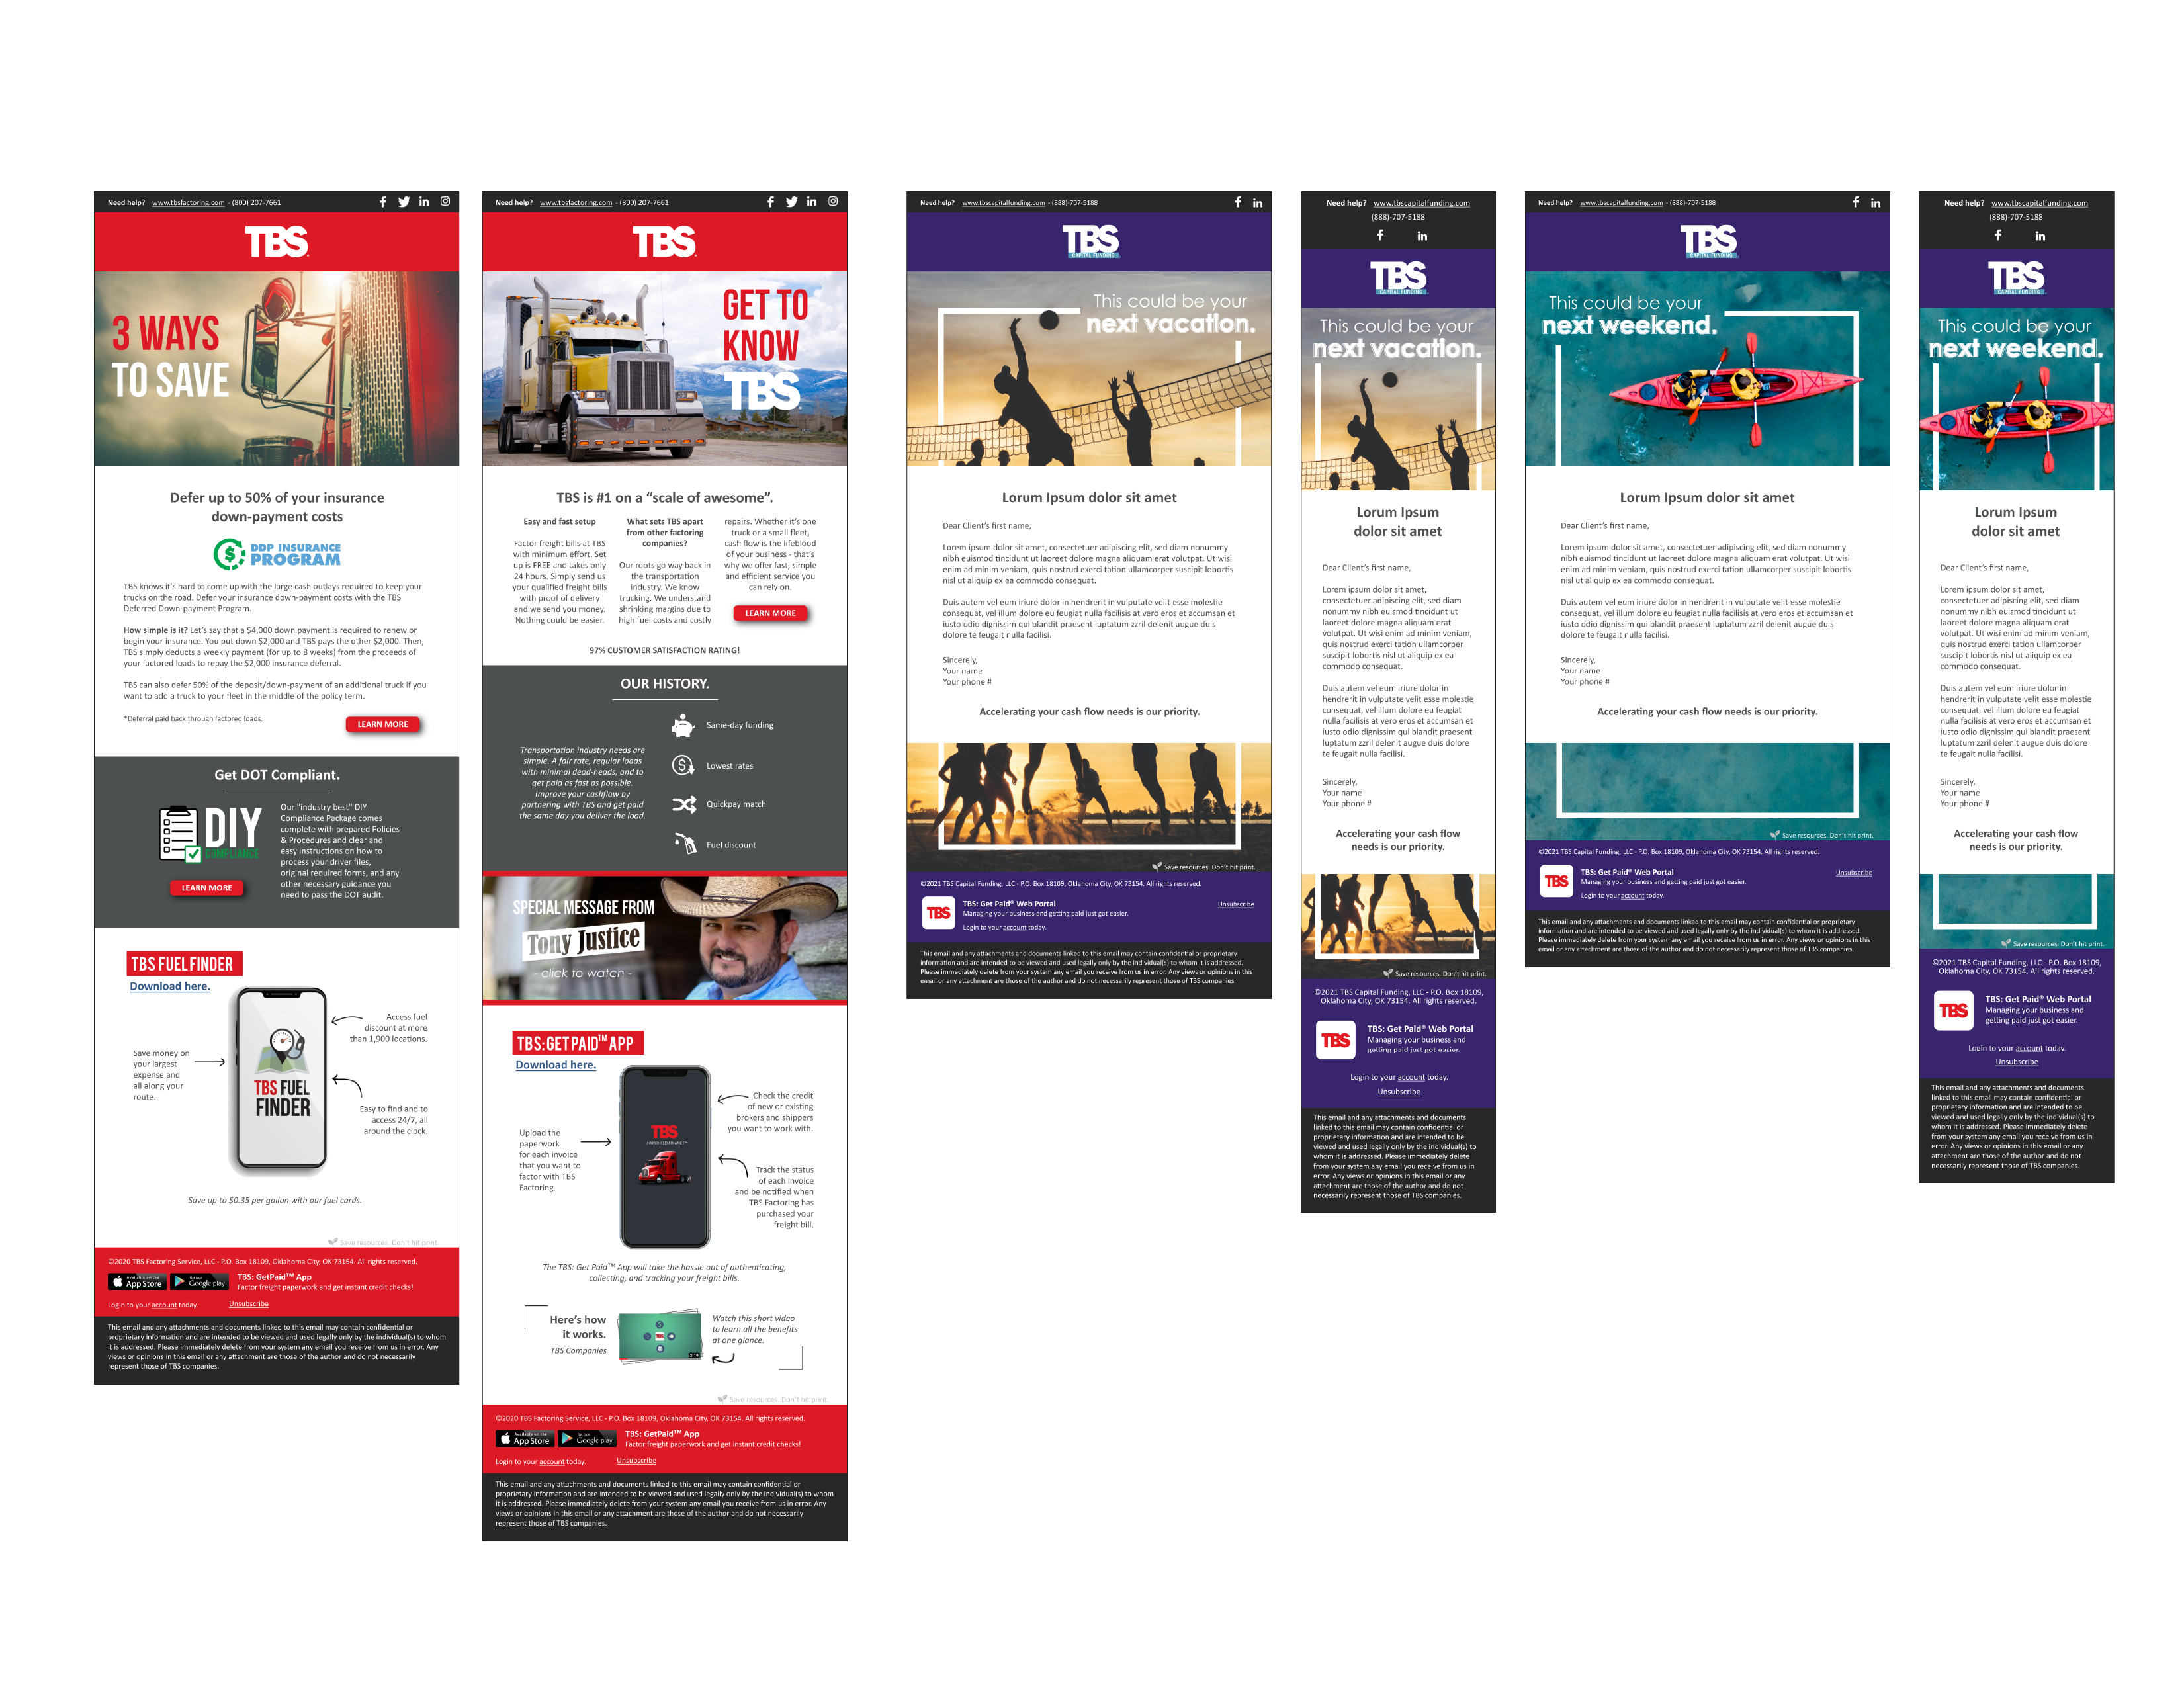 Need help? www.tbsfactoring.com - (800) 207-7661
TBS
3 WAYS
TO SAVE
Defer up to 50% of your insurance
down-payment costs
DDP INSURANCE
PROGRAM
TBS knows it's hard to come up with the large cash outlays required to keep your
trucks on the road. Defer your insurance down-payment costs with the TBS
Deferred Down-payment Program.
How simple is it? Let's say that a $4,000 down payment is required to renew or
begin your insurance. You put down $2,000 and TBS pays the other $2,000. Then,
TBS simply deducts a weekly payment (for up to 8 weeks) from the proceeds of
your factored loads to repay the $2,000 insurance deferral.
TBS can also defer 50% of the deposit/down-payment of an additional truck if you
want to add a truck to your fleet in the middle of the policy term.
*Deferral paid back through factored loads.
LEARN MORE
Get DOT Compliant.
DIY
COMPLIANCE
LEARN MORE
Our "industry best" DIY
Compliance Package comes
complete with prepared Policies
& Procedures and clear and
easy instructions on how to
process your driver files,
original required forms, and any
other necessary guidance you
need to pass the DOT audit.
TBS FUEL FINDER
Download here.
Save money on
your largest
expense and
all along your
route.
TBS FUEL
FINDER
Access fuel
discount at more
than 1,900 locations.
Easy to find and to
access 24/7, all
around the clock.
Save up to $0.35 per gallon with our fuel cards.
Save resources. Don't hit print.
©2020 TBS Factoring Service, LLC - P.O. Box 18109, Oklahoma City, OK 73154. All rights reserved.
Available on the
App Store
Google play
TBS: GetPaid™ App
Factor freight paperwork and get instant credit checks!
Login to your account today.
Unsubscribe
This email and any attachments and documents linked to this email may contain confidential or
proprietary information and are intended to be viewed and used legally only by the individual(s) to whom
it is addressed. Please immediately delete from your system any email you receive from us in error. Any
views or opinions in this email or any attachment are those of the author and do not necessarily
represent those of TBS companies.
Need help? www.tbsfactoring.com - (800) 207-7661
TBS
GET TO
KNOW
TBS
TBS is #1 on a “scale of awesome”.
Easy and fast setup
Factor freight bills at TBS
with minimum effort. Set
up is FREE and takes only
24 hours. Simply send us
your qualified freight bills
with proof of delivery
and we send you money.
Nothing could be easier.
What sets TBS apart
from other factoring
companies?
Our roots go way back in
the transportation
industry. We know
trucking. We understand
shrinking margins due to
high fuel costs and costly
repairs. Whether it's one
truck or a small fleet,
cash flow is the lifeblood
of your business - that's
why we offer fast, simple
and efficient service you
can rely on.
LEARN MORE
97% CUSTOMER SATISFACTION RATING!
OUR HISTORY.
Transportation industry needs are
simple. A fair rate, regular loads
with minimal dead-heads, and to
get paid as fast as possible.
Improve your cashflow by
partnering with TBS and get paid
the same day you deliver the load.
Same-day funding
Lowest rates
Quickpay match
Fuel discount
SPECIAL MESSAGE FROM
Tony Justice
- click to watch -
TBS: GET PAID™ APP
Download here.
Upload the
paperwork
for each invoice
that you want to
factor with TBS
Factoring.
TBS
HANDHELD FINANCE™
Check the credit
of new or existing
brokers and shippers
you want to work with.
Track the status
of each invoice
and be notified when
TBS Factoring has
purchased your
freight bill.
The TBS: Get Paid™ App will take the hassle out of authenticating,
collecting, and tracking your freight bills.
Here's how
it works.
TBS Companies
Watch this short video
to learn all the benefits
at one glance.
Save resources. Don't hit print.
©2020 TBS Factoring Service, LLC - P.O. Box 18109, Oklahoma City, OK 73154. All rights reserved.
Available on the
App Store
Google play
TBS: GetPaid™ App
Factor freight paperwork and get instant credit checks!
Login to your account today.
Unsubscribe
This email and any attachments and documents linked to this email may contain confidential or
proprietary information and are intended to be viewed and used legally only by the individual(s) to whom
it is addressed. Please immediately delete from your system any email you receive from us in error. Any
views or opinions in this email or any attachment are those of the author and do not necessarily
represent those of TBS companies.
Need help? www.tbscapitalfunding.com - (888)-707-5188
TBS
CAPITAL FUNDING
This could be your
next vacation.
Lorum Ipsum dolor sit amet
Dear Client's first name,
Lorem ipsum dolor sit amet, consectetuer adipiscing elit, sed diam nonummy
nibh euismod tincidunt ut laoreet dolore magna aliquam erat volutpat. Ut wisi
enim ad minim veniam, quis nostrud exerci tation ullamcorper suscipit lobortis
nisl ut aliquip ex ea commodo consequat.
Duis autem vel eum iriure dolor in hendrerit in vulputate velit esse molestie
consequat, vel illum dolore eu feugiat nulla facilisis at vero eros et accumsan et
iusto odio dignissim qui blandit praesent luptatum zzril delenit augue duis
dolore te feugait nulla facilisi.
Sincerely,
Your name
Your phone #
Accelerating your cash flow needs is our priority.
Save resources. Don't hit print.
©2021 TBS Capital Funding, LLC - P.O. Box 18109, Oklahoma City, OK 73154. All rights reserved.
TBS
TBS: Get Paid® Web Portal
Managing your business and getting paid just got easier.
Login to your account today.
Unsubscribe
This email and any attachments and documents linked to this email may contain confidential or proprietary
information and are intended to be viewed and used legally only by the individual(s) to whom it is addressed.
Please immediately delete from your system any email you receive from us in error. Any views or opinions in this
email or any attachment are those of the author and do not necessarily represent those of TBS companies.
Need help? www.tbscapitalfunding.com
(888)-707-5188
TBS
CAPITAL FUNDING
This could be your
next vacation.
Lorum Ipsum
dolor sit amet
Dear Client's first name,
Lorem ipsum dolor sit amet,
consectetuer adipiscing elit, sed diam
nonummy nibh euismod tincidunt ut
laoreet dolore magna aliquam erat
volutpat. Ut wisi enim ad minim veniam,
quis nostrud exerci tation ullamcorper
suscipit lobortis nisl ut aliquip ex ea
commodo consequat.
Duis autem vel eum iriure dolor in
hendrerit in vulputate velit esse molestie
consequat, vel illum dolore eu feugiat
nulla facilisis at vero eros et accumsan et
iusto odio dignissim qui blandit praesent
luptatum zzril delenit augue duis dolore
te feugait nulla facilisi.
Sincerely,
Your name
Your phone #
Accelerating your cash flow
needs is our priority.
Save resources. Don't hit print.
©2021 TBS Capital Funding, LLC - P.O. Box 18109,
Oklahoma City, OK 73154. All rights reserved.
TBS
TBS: Get Paid® Web Portal
Managing your business and
getting paid just got easier.
Login to your account today.
Unsubscribe
This email and any attachments and documents
linked to this email may contain confidential or
proprietary information and are intended to be
viewed and used legally only by the individual(s) to
whom it is addressed. Please immediately delete
from your system any email you receive from us in
error. Any views or opinions in this email or any
attachment are those of the author and do not
necessarily represent those of TBS companies.
Need help? www.tbscapitalfunding.com - (888)-707-5188
TBS
CAPITAL FUNDING
This could be your
next weekend.
Lorum Ipsum dolor sit amet
Dear Client's first name,
Lorem ipsum dolor sit amet, consectetuer adipiscing elit, sed diam nonummy
nibh euismod tincidunt ut laoreet dolore magna aliquam erat volutpat. Ut wisi
enim ad minim veniam, quis nostrud exerci tation ullamcorper suscipit lobortis
nisl ut aliquip ex ea commodo consequat.
Duis autem vel eum iriure dolor in hendrerit in vulputate velit esse molestie
consequat, vel illum dolore eu feugiat nulla facilisis at vero eros et accumsan et
iusto odio dignissim qui blandit praesent luptatum zzril delenit augue duis
dolore te feugait nulla facilisi.
Sincerely,
Your name
Your phone #
Accelerating your cash flow needs is our priority.
Save resources. Don't hit print.
©2021 TBS Capital Funding, LLC - P.O. Box 18109, Oklahoma City, OK 73154. All rights reserved.
TBS
TBS: Get Paid® Web Portal
Managing your business and getting paid just got easier.
Login to your account today.
Unsubscribe
This email and any attachments and documents linked to this email may contain confidential or proprietary
information and are intended to be viewed and used legally only by the individual(s) to whom it is addressed.
Please immediately delete from your system any email you receive from us in error. Any views or opinions in this
email or any attachment are those of the author and do not necessarily represent those of TBS companies.
Need help? www.tbscapitalfunding.com
(888)-707-5188
TBS
CAPITAL FUNDING
This could be your
next weekend.
Lorum Ipsum
dolor sit amet
Dear Client's first name,
Lorem ipsum dolor sit amet,
consectetuer adipiscing elit, sed diam
nonummy nibh euismod tincidunt ut
laoreet dolore magna aliquam erat
volutpat. Ut wisi enim ad minim veniam,
quis nostrud exerci tation ullamcorper
suscipit lobortis nisl ut aliquip ex ea
commodo consequat.
Duis autem vel eum iriure dolor in
hendrerit in vulputate velit esse molestie
consequat, vel illum dolore eu feugiat
nulla facilisis at vero eros et accumsan et
iusto odio dignissim qui blandit praesent
luptatum zzril delenit augue duis dolore
te feugait nulla facilisi.
Sincerely,
Your name
Your phone #
Accelerating your cash flow
needs is our priority.
Save resources. Don't hit print.
©2021 TBS Capital Funding, LLC - P.O. Box 18109,
Oklahoma City, OK 73154. All rights reserved.
TBS
TBS: Get Paid® Web Portal
Managing your business and
getting paid just got easier.
Login to your account today.
Unsubscribe
This email and any attachments and documents
linked to this email may contain confidential or
proprietary information and are intended to be
viewed and used legally only by the individual(s) to
whom it is addressed. Please immediately delete
from your system any email you receive from us in
error. Any views or opinions in this email or any
attachment are those of the author and do not
necessarily represent those of TBS companies.